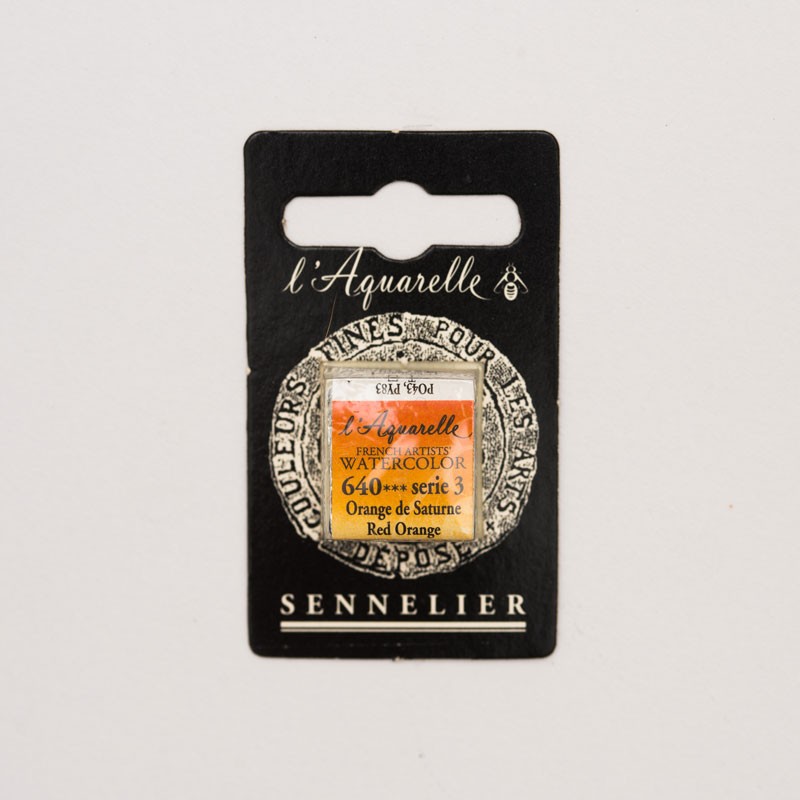 l'Aquarelle
COULEURS FINES POUR LES ARTS
DÉPOSÉ
PO43, PY83
l'Aquarelle
FRENCH ARTISTS'
WATERCOLOR
640*** serie 3
Orange de Saturne
Red Orange
SENNELIER